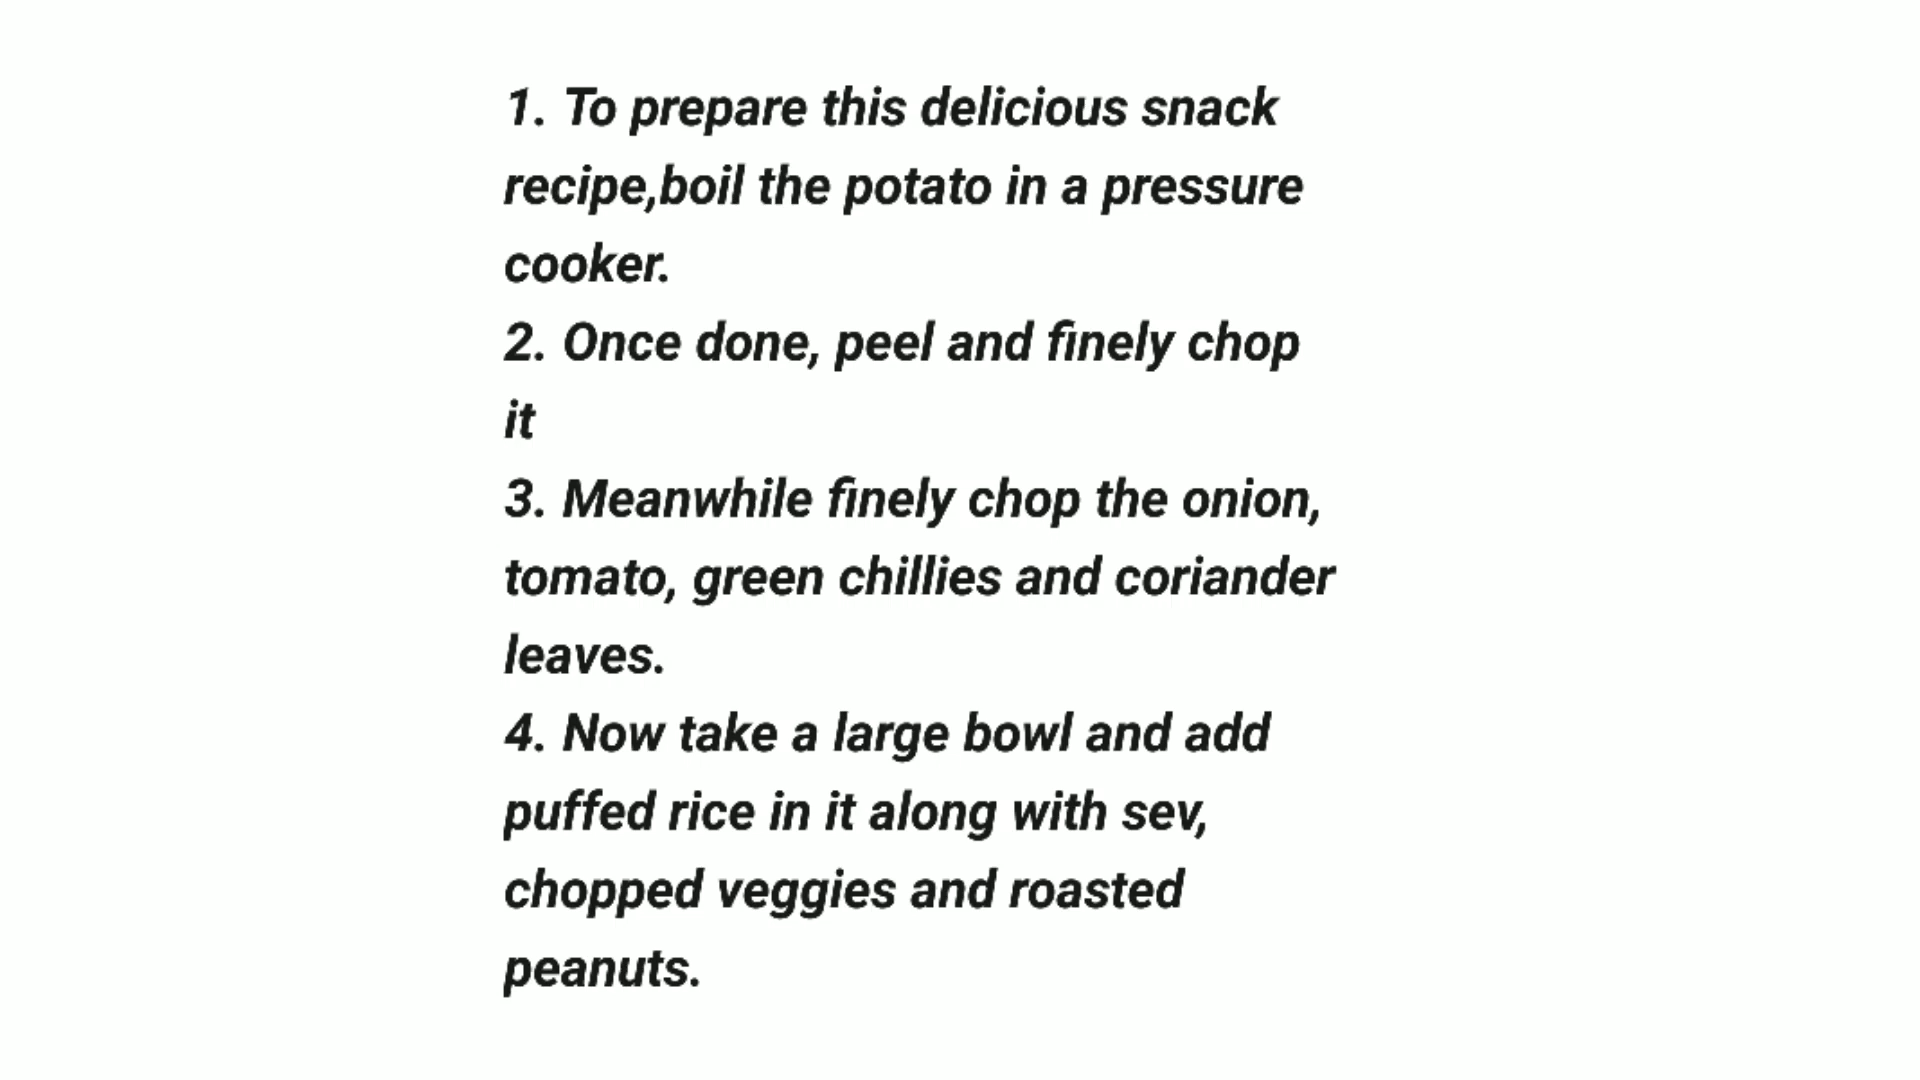 1. To prepare this delicious snack
recipe,boil the potato in a pressure
cooker.
2. Once done, peel and finely chop
it
3. Meanwhile finely chop the onion,
tomato, green chillies and coriander
leaves.
4. Now take a large bowl and add
puffed rice in it along with sev,
chopped veggies and roasted
peanuts.